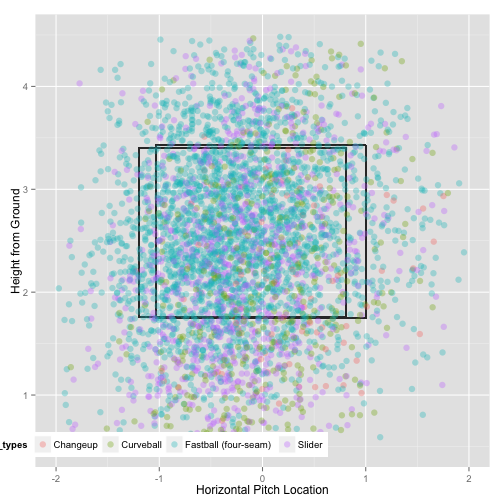 4
3
2
1
Height from Ground
_types Changeup Curveball Fastball (four-seam) Slider
-2 -1 0 1 2
Horizontal Pitch Location